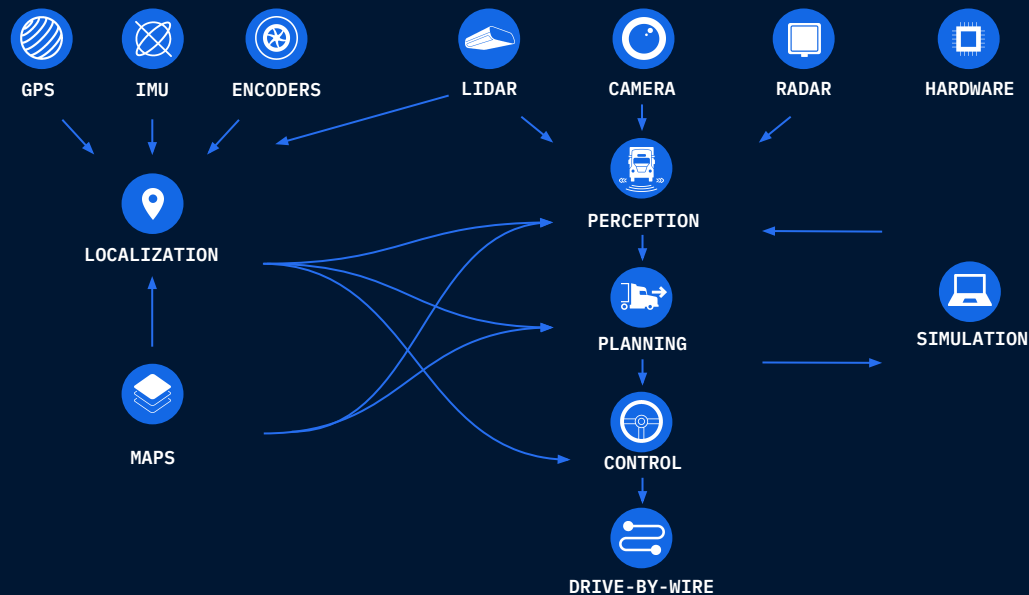 GPS
IMU
ENCODERS
LIDAR
CAMERA
RADAR
HARDWARE
PERCEPTION
LOCALIZATION
SIMULATION
PLANNING
MAPS
CONTROL
DRIVE-BY-WIRE